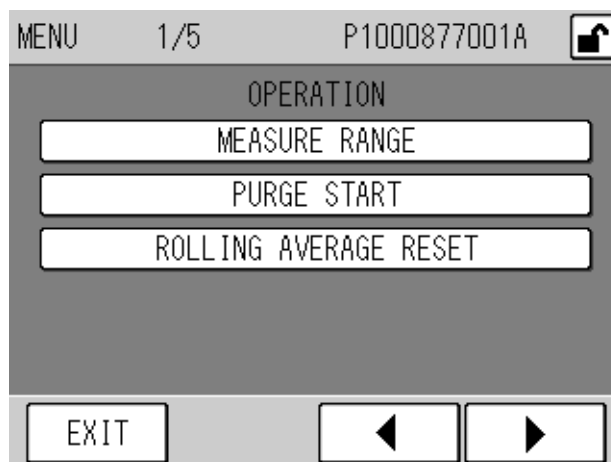 MENU 1/5 P1000877001A
OPERATION
MEASURE RANGE
PURGE START
ROLLING AVERAGE RESET
EXIT